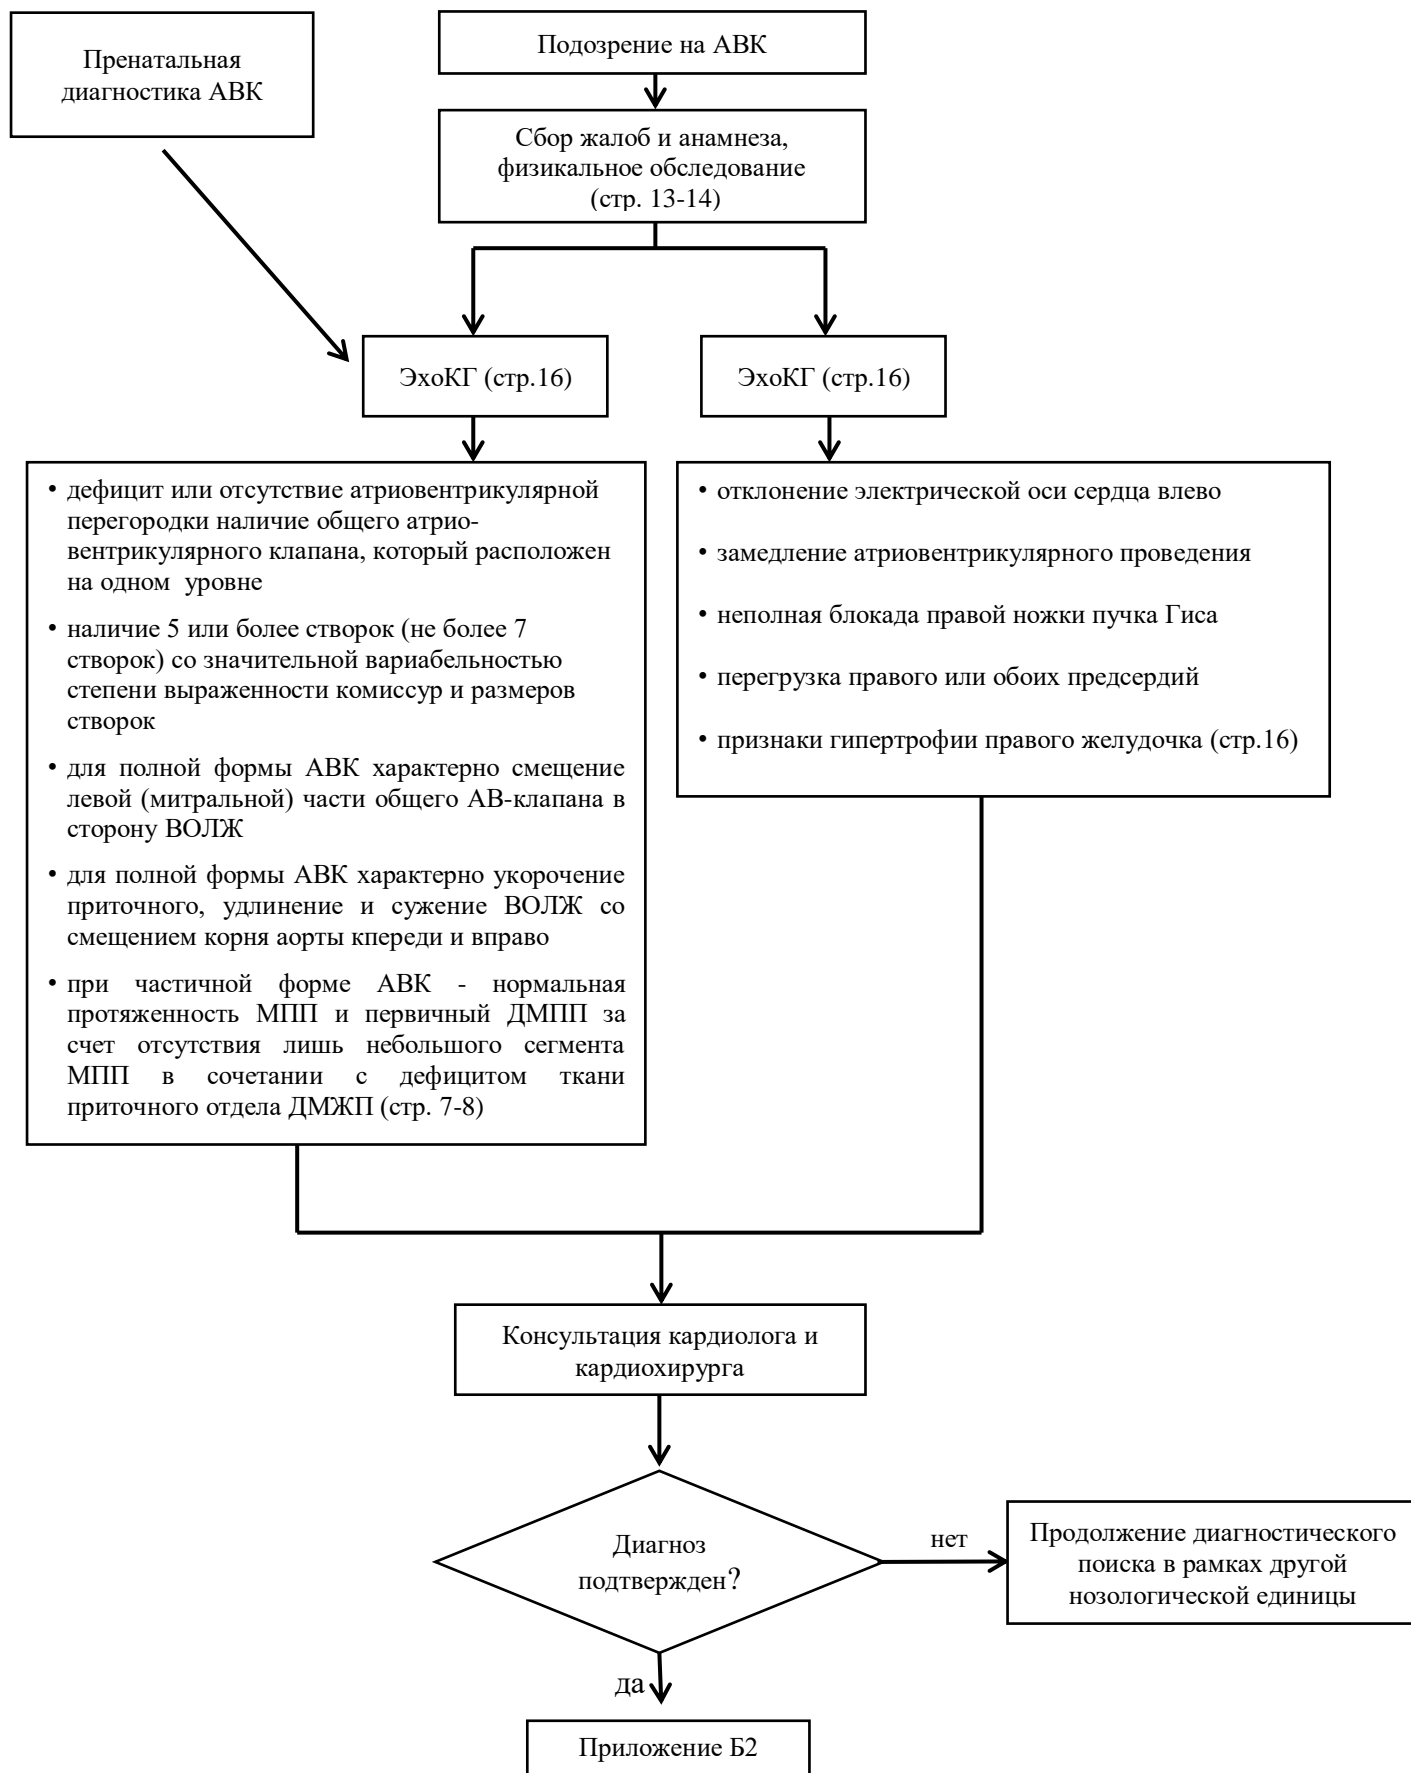 Пренатальная
диагностика АВК
Подозрение на АВК
Сбор жалоб и анамнеза,
физикальное обследование
(стр. 13-14)
ЭхоКГ (стр.16)
ЭхоКГ (стр.16)
• дефицит или отсутствие атриовентрикулярной
перегородки наличие общего атрио-
вентрикулярного клапана, который расположен
на одном уровне
• наличие 5 или более створок (не более 7
створок) со значительной вариабельностью
степени выраженности комиссур и размеров
створок
• для полной формы АВК характерно смещение
левой (митральной) части общего АВ-клапана в
сторону ВОЛЖ
• для полной формы АВК характерно укорочение
приточного, удлинение и сужение ВОЛЖ со
смещением корня аорты кпереди и вправо
• при частичной форме АВК - нормальная
протяженность МПП и первичный ДМПП за
счет отсутствия лишь небольшого сегмента
МПП в сочетании с дефицитом ткани
приточного отдела ДМЖП (стр. 7-8)
• отклонение электрической оси сердца влево
• замедление атриовентрикулярного проведения
• неполная блокада правой ножки пучка Гиса
• перегрузка правого или обоих предсердий
• признаки гипертрофии правого желудочка (стр.16)
Консультация кардиолога и
кардиохирурга
Диагноз
подтвержден?
нет
Продолжение диагностического
поиска в рамках другой
нозологической единицы
да
Приложение Б2